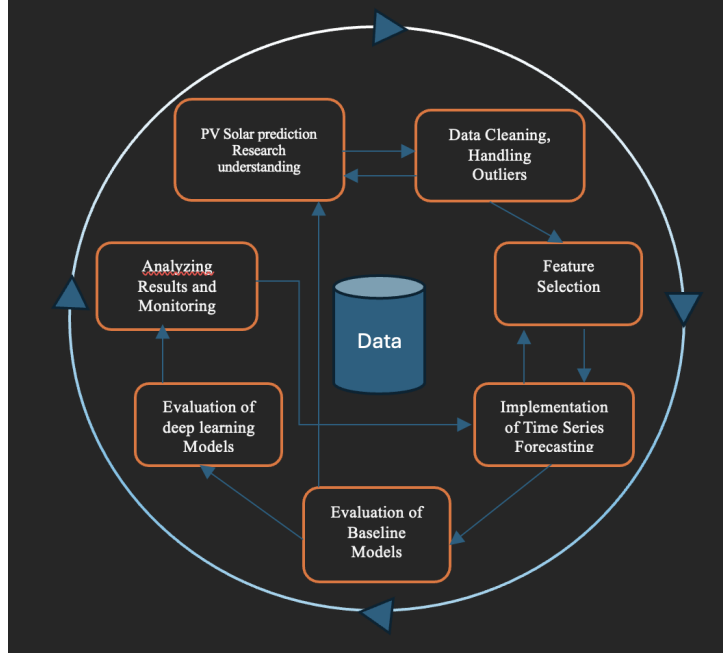 PV Solar prediction
Research
understanding
Data Cleaning,
Handling
Outliers
Analyzing
Results and
Monitoring
Feature
Selection
Data
Evaluation of
deep learning
Models
Implementation
of Time Series
Forecasting
Evaluation of
Baseline
Models